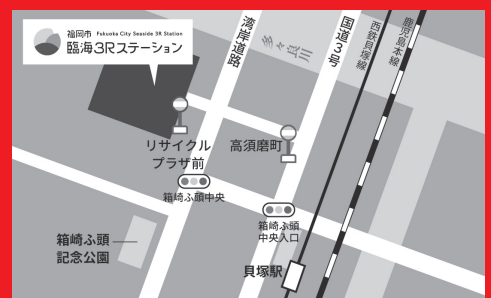 福岡市 Fukuoka City Seaside 3R Station
臨海3Rステーション
湾岸道路
多々良川
国道3号
西鉄貝塚線
鹿児島本線
リサイクル
プラザ前
高須磨町
箱崎ふ頭中央
箱崎ふ頭
中央入口
箱崎ふ頭
記念公園
貝塚駅